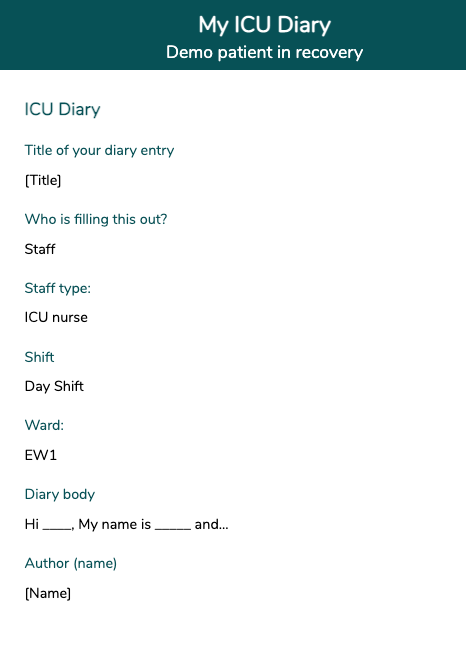 My ICU Diary
Demo patient in recovery
ICU Diary
Title of your diary entry
[Title]
Who is filling this out?
Staff
Staff type:
ICU nurse
Shift
Day Shift
Ward:
EW1
Diary body
Hi ____, My name is _____ and...
Author (name)
[Name]